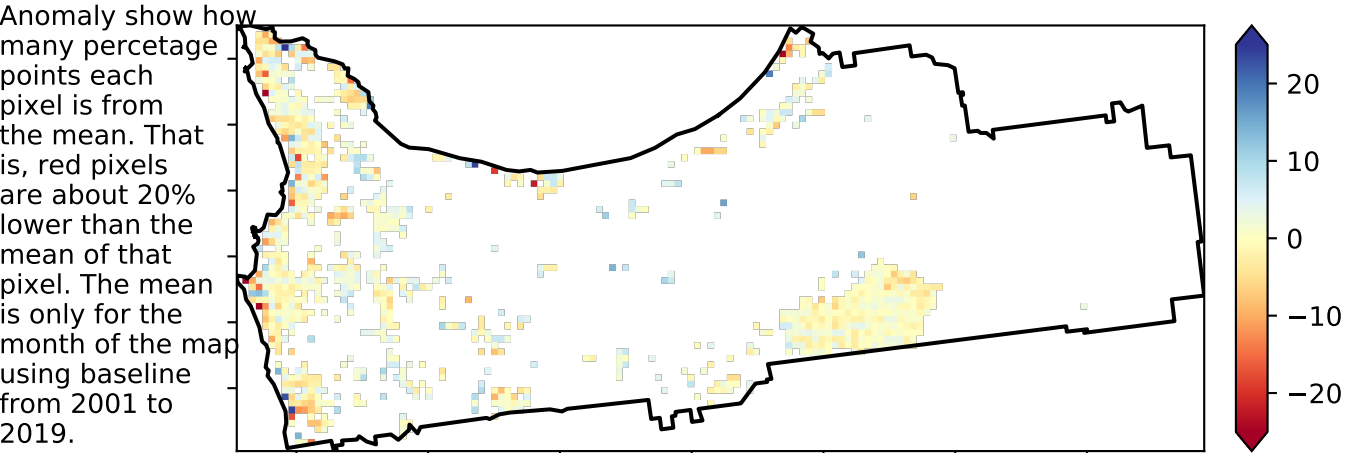 Anomaly show how
many percetage
points each
pixel is from
the mean. That
is, red pixels
are about 20%
lower than the
mean of that
pixel. The mean
is only for the
month of the map
using baseline
from 2001 to
2019.
20
10
0
−10
−20